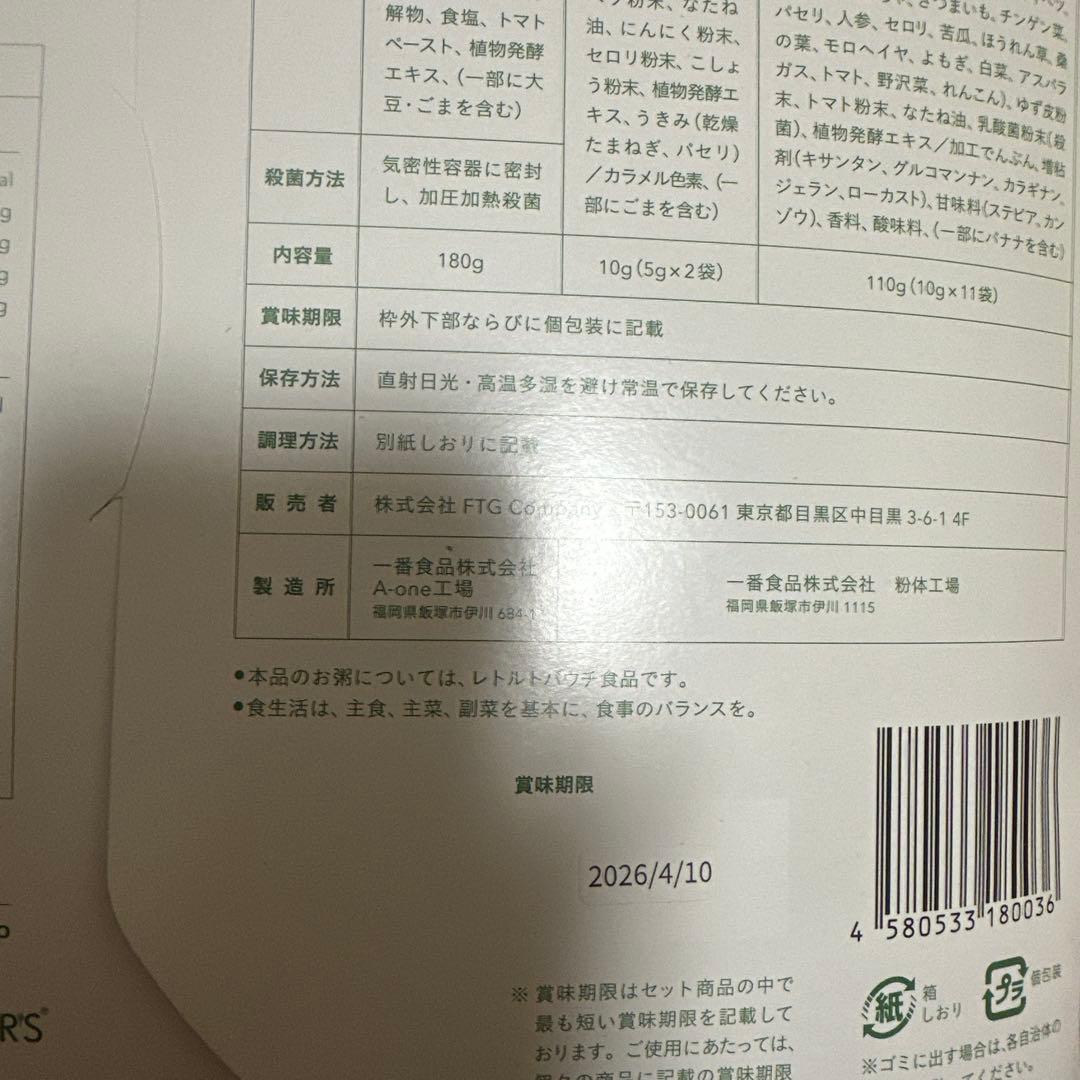 解物、食塩、トマト
ペースト、植物発酵
エキス、(一部に大
豆・ごまを含む)
油、にんにく粉末、
セロリ粉末、こしょ
う粉末、植物発酵エ
キス、うきみ(乾燥
たまねぎ、パセリ)
/カラメル色素、(一
部にごまを含む)
パセリ、人参、セロリ、苦瓜、ほうれん草、桑
の葉、モロヘイヤ、よもぎ、白菜、アスパラ
ガス、トマト、野沢菜、れんこん)、ゆず皮粉
末、トマト粉末、なたね油、乳酸菌粉末(殺
菌)、植物発酵エキス/加工でんぷん、増粘
剤(キサンタン、グルコマンナン、カラギナン、
ジェラン、ローカスト)、甘味料(ステビア、カン
ゾウ)、香料、酸味料、(一部にバナナを含む)
殺菌方法
気密性容器に密封
し、加圧加熱殺菌
内容量
180g
10g(5g×2袋)
110g(10g×11袋)
賞味期限
枠外下部ならびに個包装に記載
保存方法
直射日光・高温多湿を避け常温で保存してください。
調理方法
別紙しおりに記載
販売者
株式会社 FTG Company 〒153-0061 東京都目黒区中目黒 3-6-1 4F
製造所
一番食品株式会社
A-one工場
福岡県飯塚市伊川 684-1
一番食品株式会社 粉体工場
福岡県飯塚市伊川 1115
●本品のお粥については、レトルトパウチ食品です。
●食生活は、主食、主菜、副菜を基本に、食事のバランスを。
賞味期限
2026/4/10
4 580533 180036
※ 賞味期限はセット商品の中で
最も短い賞味期限を記載して
おります。ご使用にあたっては、
個々の商品に記載の賞味期限
紙
箱
しおり
プラ
個包装
※ゴミに出す場合は、各自治体の
てください。
R'S